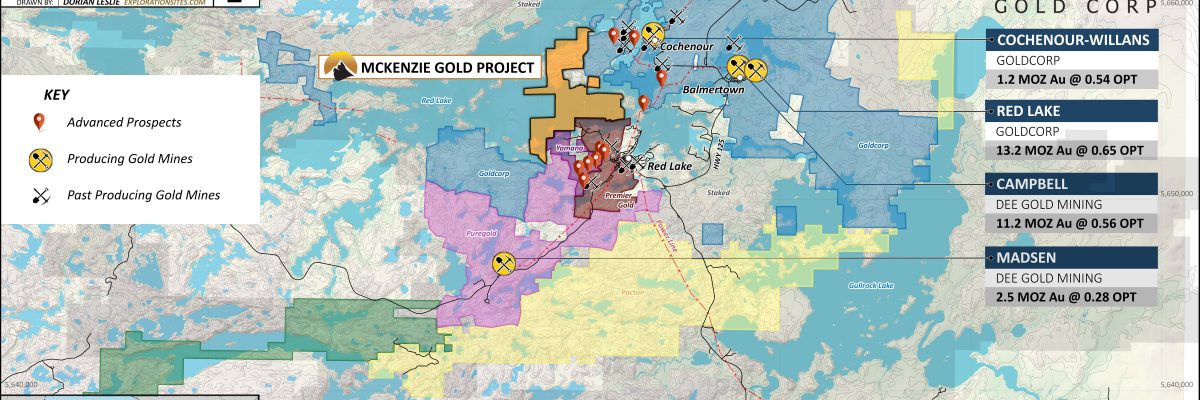 DRAWN BY: DORIAN LESLIE EXPLORATIONSITES.COM
Staked
GOLD CORP
5,660,000
Cochenour
COCHENOUR-WILLANS
GOLDCORP
1.2 MOZ Au @ 0.54 OPT
MCKENZIE GOLD PROJECT
Balmertown
KEY
Advanced Prospects
Producing Gold Mines
Past Producing Gold Mines
Red Lake
RED LAKE
GOLDCORP
13.2 MOZ Au @ 0.65 OPT
Yamana
Goldcorp
Goldcorp
Red Lake
HWY 125
Staked
Premier
Gold
CAMPBELL
DEE GOLD MINING
11.2 MOZ Au @ 0.56 OPT
5,650,000
Puregold
Power Line
MADSEN
DEE GOLD MINING
2.5 MOZ Au @ 0.28 OPT
Pacton
Gullrock Lake
5,640,000
5,640,000